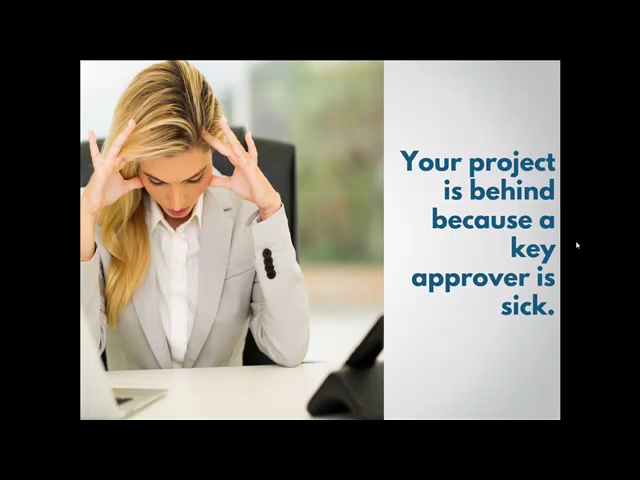 Your project
is behind
because a
key
approver is
sick.